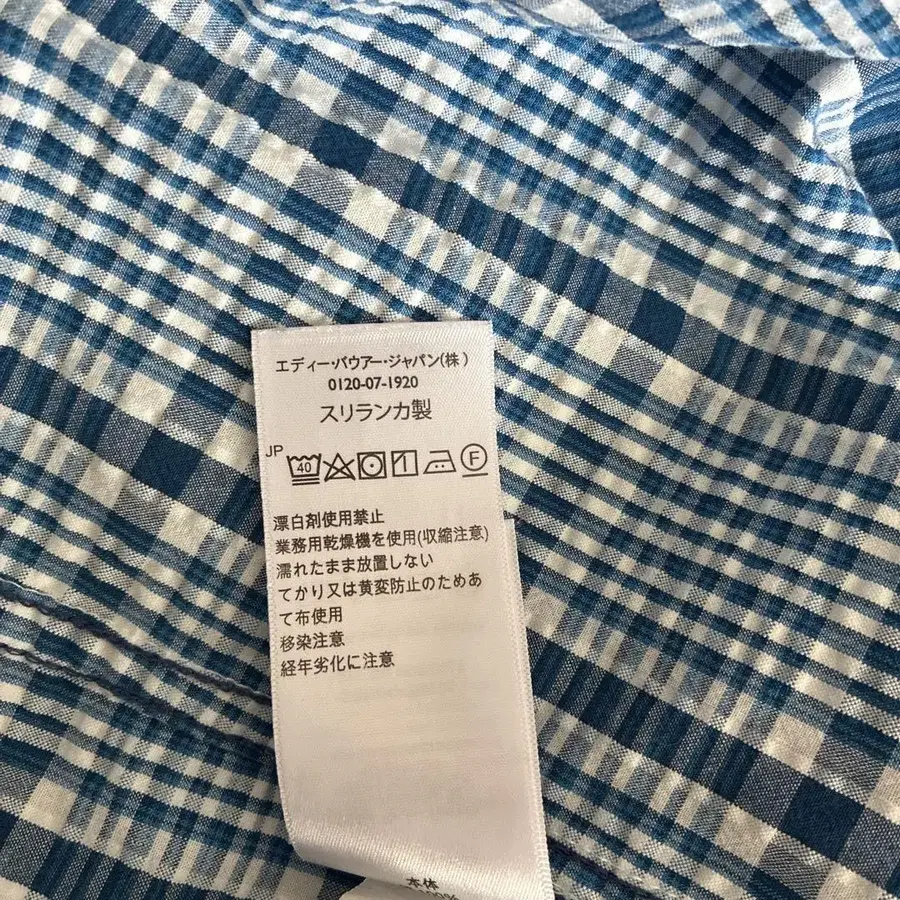 エディー・バウアー・ジャパン(株)
0120-07-1920
スリランカ製
JP
40
F
漂白剤使用禁止
業務用乾燥機を使用(収縮注意)
濡れたまま放置しない
てかり又は黄変防止のためあ
て布使用
移染注意
経年劣化に注意
本体